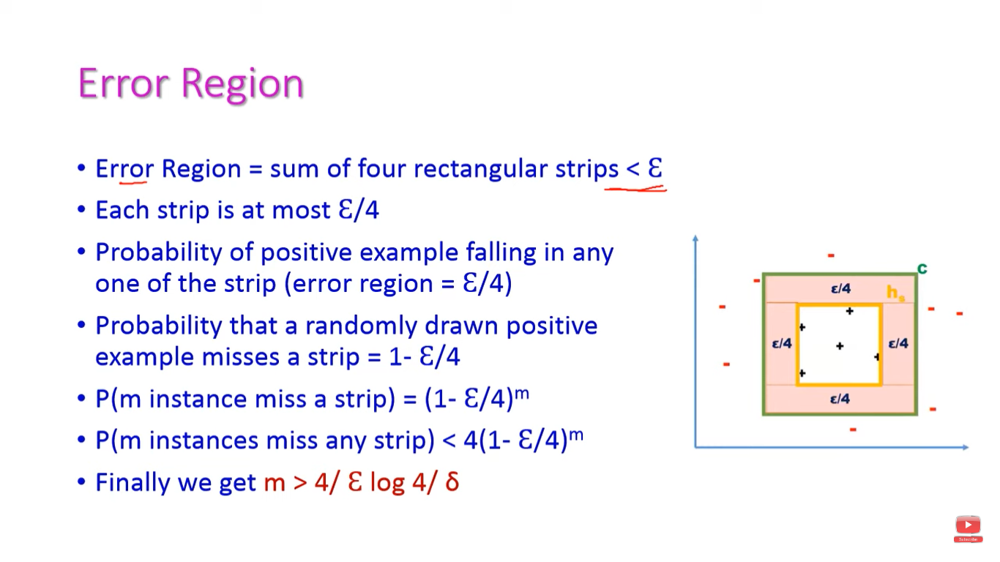 Error Region
• Error Region = sum of four rectangular strips < Ɛ
• Each strip is at most Ɛ/4
• Probability of positive example falling in any
one of the strip (error region = Ɛ/4)
• Probability that a randomly drawn positive
example misses a strip = 1- Ɛ/4
• P(m instance miss a strip) = (1- Ɛ/4)ᵐ
• P(m instances miss any strip) < 4(1- Ɛ/4)ᵐ
• Finally we get m > 4/ Ɛ log 4/ δ
c
ε/4
hₛ
ε/4
ε/4
ε/4
Subscribe